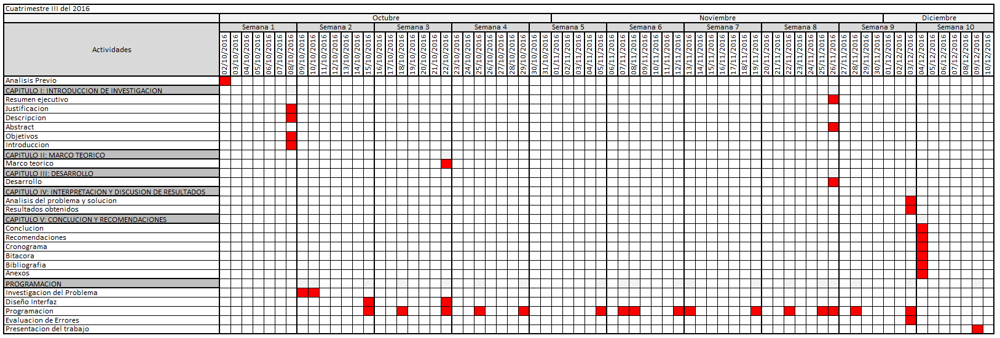 Cuatrimestre III del 2016
Octubre Noviembre Diciembre
Actividades Semana 1 Semana 2 Semana 3 Semana 4 Semana 5 Semana 6 Semana 7 Semana 8 Semana 9 Semana 10
02/10/2016 03/10/2016 04/10/2016 05/10/2016 06/10/2016 07/10/2016 08/10/2016 09/10/2016 10/10/2016 11/10/2016 12/10/2016 13/10/2016 14/10/2016 15/10/2016 16/10/2016 17/10/2016 18/10/2016 19/10/2016 20/10/2016 21/10/2016 22/10/2016 23/10/2016 24/10/2016 25/10/2016 26/10/2016 27/10/2016 28/10/2016 29/10/2016 30/10/2016 31/10/2016 01/11/2016 02/11/2016 03/11/2016 04/11/2016 05/11/2016 06/11/2016 07/11/2016 08/11/2016 09/11/2016 10/11/2016 11/11/2016 12/11/2016 13/11/2016 14/11/2016 15/11/2016 16/11/2016 17/11/2016 18/11/2016 19/11/2016 20/11/2016 21/11/2016 22/11/2016 23/11/2016 24/11/2016 25/11/2016 26/11/2016 27/11/2016 28/11/2016 29/11/2016 30/11/2016 01/12/2016 02/12/2016 03/12/2016 04/12/2016 05/12/2016 06/12/2016 07/12/2016 08/12/2016 09/12/2016 10/12/2016
Analisis Previo
CAPITULO I: INTRODUCCION DE INVESTIGACION
Resumen ejecutivo
Justificacion
Descripcion
Abstract
Objetivos
Introduccion
CAPITULO II: MARCO TEORICO
Marco teorico
CAPITULO III: DESARROLLO
Desarrollo
CAPITULO IV: INTERPRETACION Y DISCUSION DE RESULTADOS
Analisis del problema y solucion
Resultados obtenidos
CAPITULO V: CONCLUCION Y RECOMENDACIONES
Conclucion
Recomendaciones
Cronograma
Bitacora
Bibliografia
Anexos
PROGRAMACION
Investigacion del Problema
Diseño Interfaz
Programacion
Evaluacion de Errores
Presentacion del trabajo